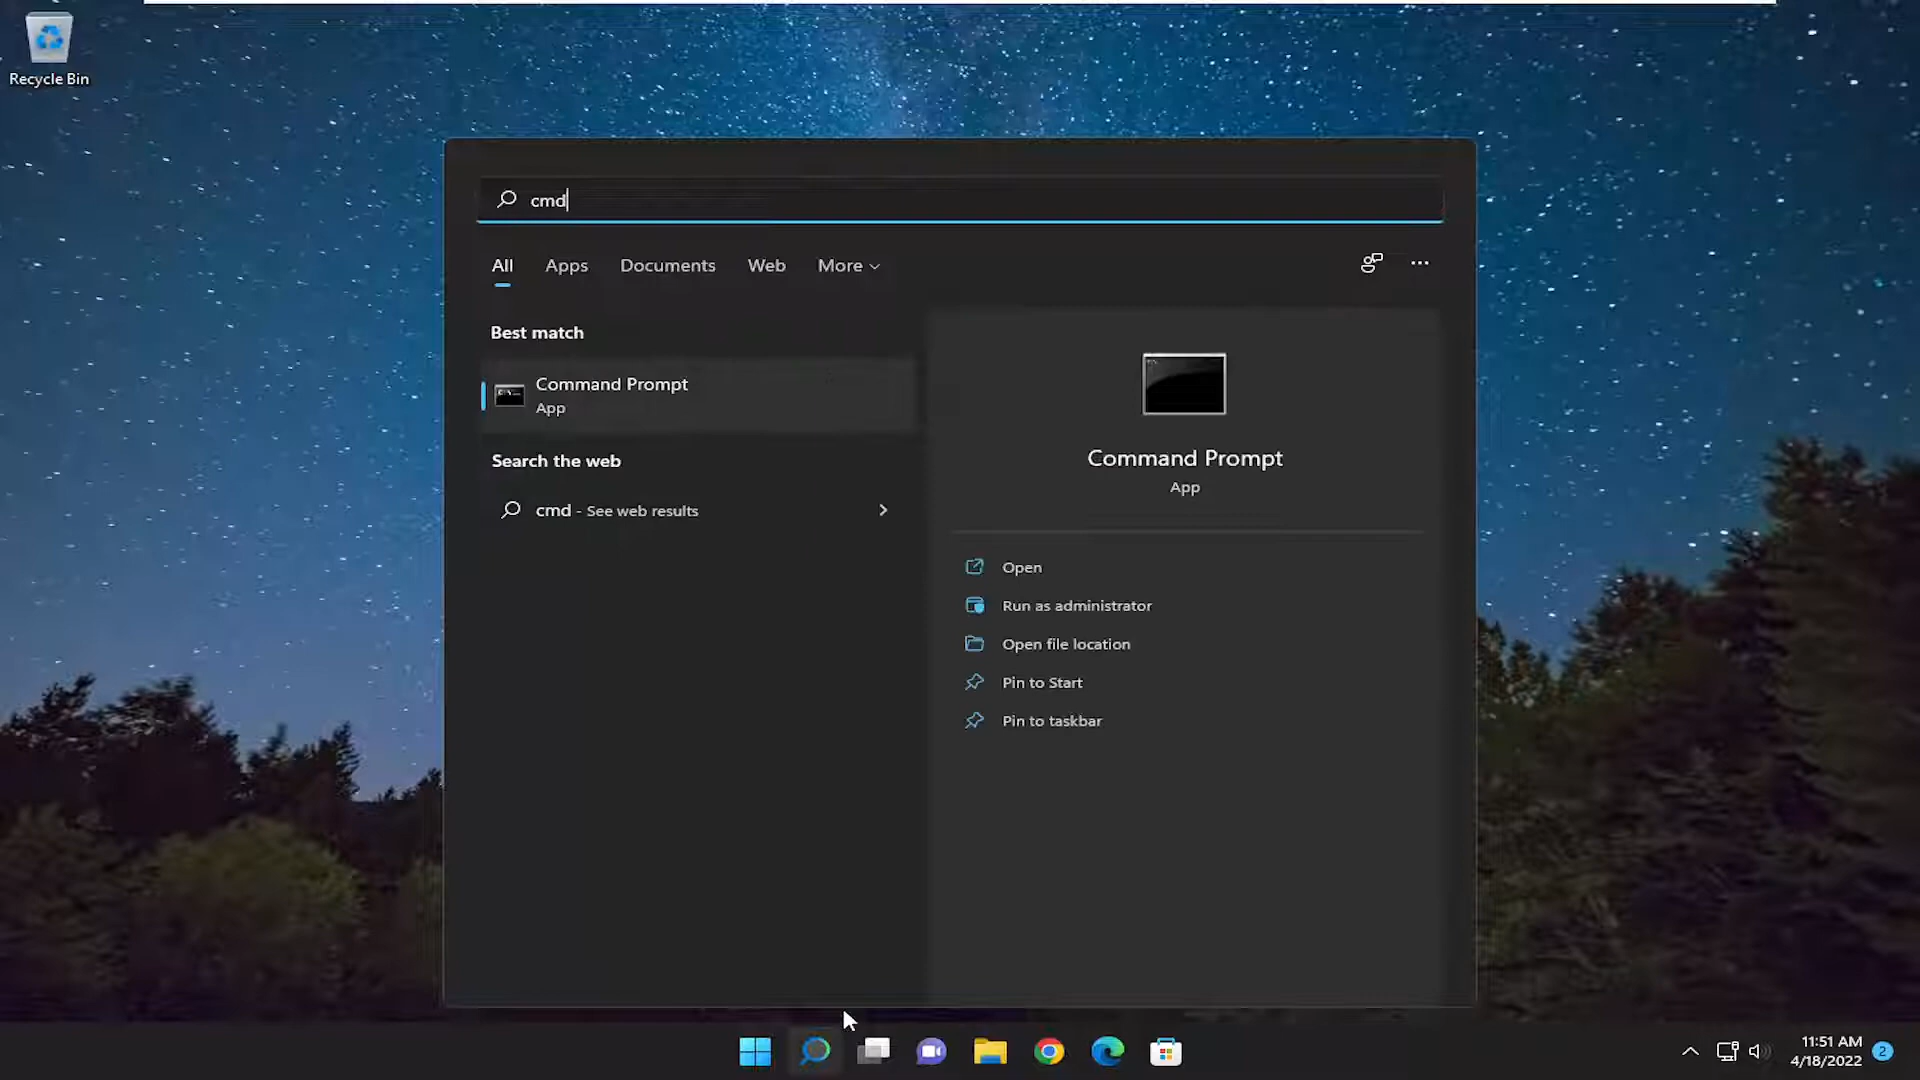 Recycle Bin
cmd
All Apps Documents Web More
Best match
Command Prompt
App
Search the web
cmd - See web results
Command Prompt
App
Open
Run as administrator
Open file location
Pin to Start
Pin to taskbar
11:51 AM
4/18/2022
2